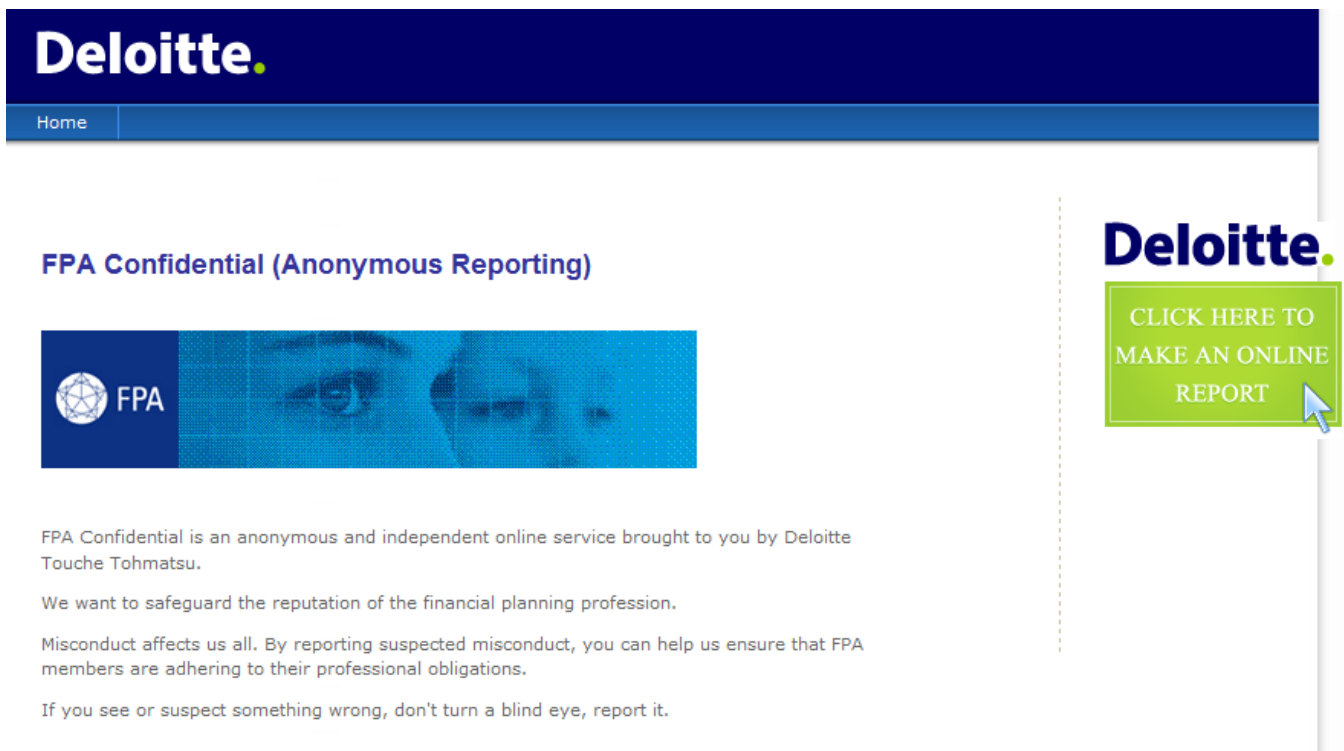 Deloitte.
Home
FPA Confidential (Anonymous Reporting)
FPA
FPA Confidential is an anonymous and independent online service brought to you by Deloitte
Touche Tohmatsu.
We want to safeguard the reputation of the financial planning profession.
Misconduct affects us all. By reporting suspected misconduct, you can help us ensure that FPA
members are adhering to their professional obligations.
If you see or suspect something wrong, don't turn a blind eye, report it.
Deloitte.
CLICK HERE TO
MAKE AN ONLINE
REPORT